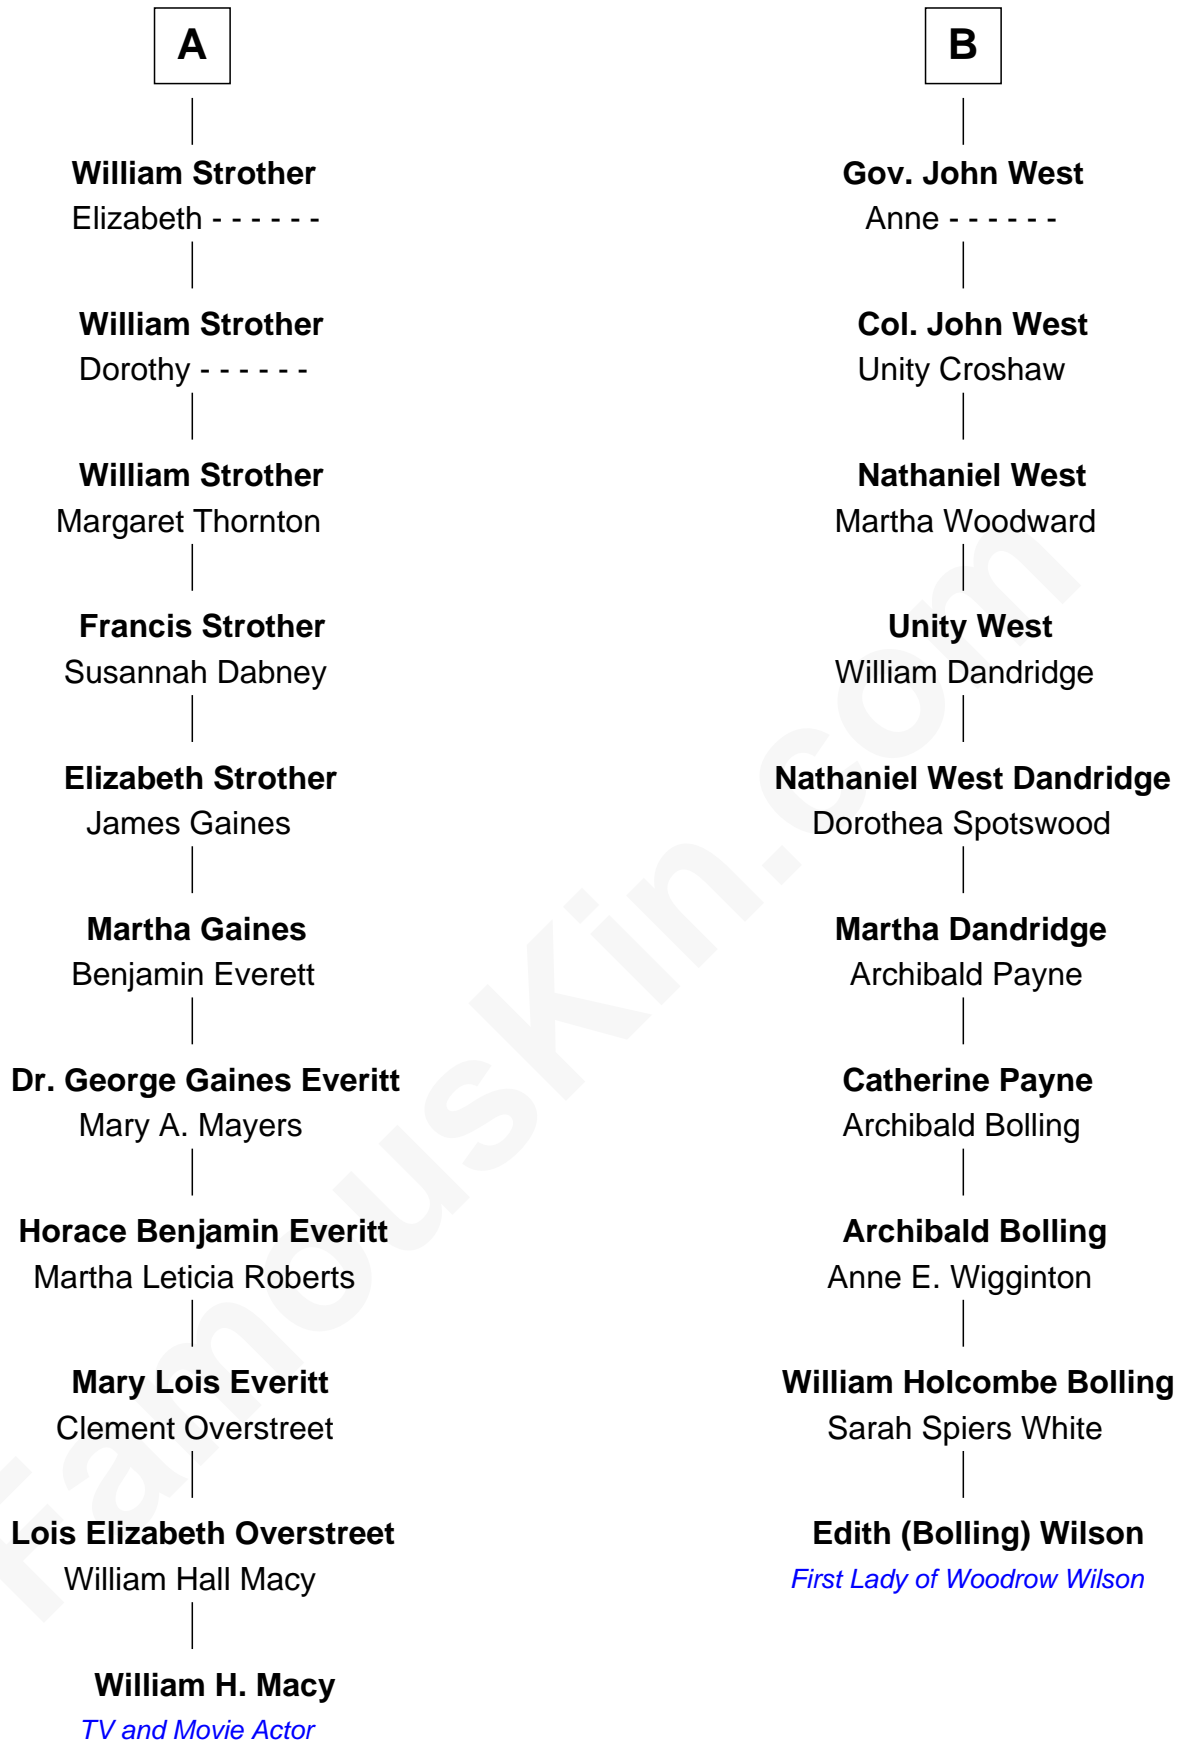 A
William Strother
Elizabeth - - - - - -
William Strother
Dorothy - - - - - -
William Strother
Margaret Thornton
Francis Strother
Susannah Dabney
Elizabeth Strother
James Gaines
Martha Gaines
Benjamin Everett
Dr. George Gaines Everitt
Mary A. Mayers
Horace Benjamin Everitt
Martha Leticia Roberts
Mary Lois Everitt
Clement Overstreet
Lois Elizabeth Overstreet
William Hall Macy
William H. Macy
TV and Movie Actor
B
Gov. John West
Anne - - - - - -
Col. John West
Unity Croshaw
Nathaniel West
Martha Woodward
Unity West
William Dandridge
Nathaniel West Dandridge
Dorothea Spotswood
Martha Dandridge
Archibald Payne
Catherine Payne
Archibald Bolling
Archibald Bolling
Anne E. Wigginton
William Holcombe Bolling
Sarah Spiers White
Edith (Bolling) Wilson
First Lady of Woodrow Wilson
FamousKin.com